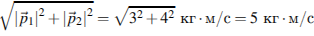 √(|p⃗₁|² + |p⃗₂|²) = √(3² + 4²) кг · м/с = 5 кг · м/с